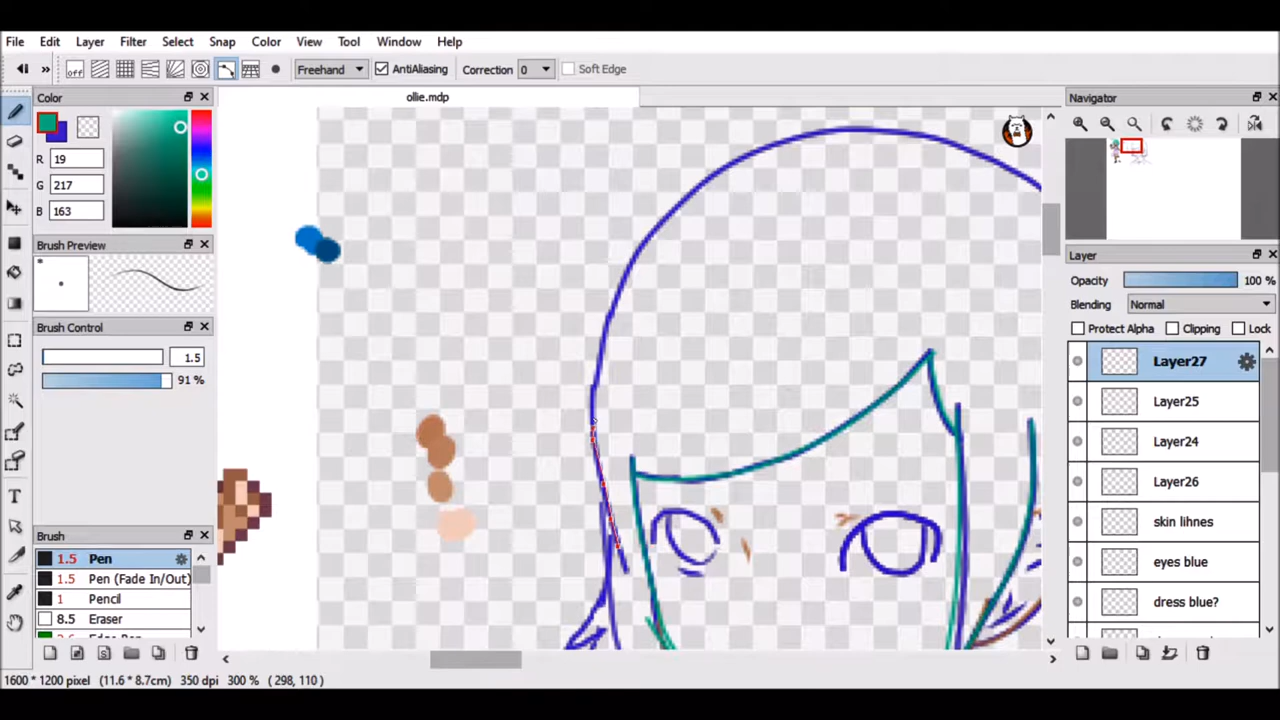 File Edit Layer Filter Select Snap Color View Tool Window Help
off Freehand AntiAliasing Correction 0 Soft Edge
Color
R 19
G 217
B 163
Brush Preview
Brush Control
1.5
91 %
Brush
1.5 Pen
1.5 Pen (Fade In/Out)
1 Pencil
8.5 Eraser
ollie.mdp
Navigator
Layer
Opacity 100 %
Blending Normal
Protect Alpha Clipping Lock
Layer27
Layer25
Layer24
Layer26
skin lihnes
eyes blue
dress blue?
1600 * 1200 pixel (11.6 * 8.7cm) 350 dpi 300 % ( 298, 110 )